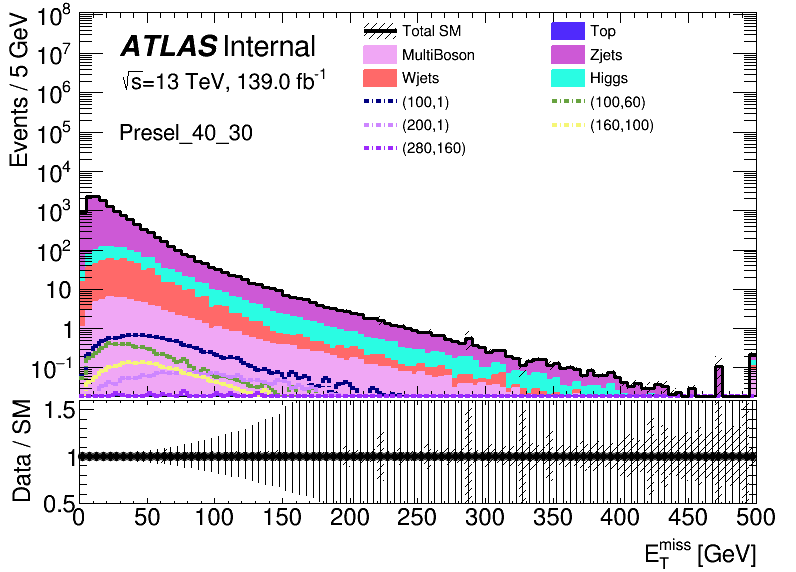 ATLAS Internal
√s=13 TeV, 139.0 fb⁻¹
Presel_40_30
Total SM
Top
MultiBoson
Zjets
Wjets
Higgs
(100,1)
(100,60)
(200,1)
(160,100)
(280,160)
Events / 5 GeV
10⁸
10⁷
10⁶
10⁵
10⁴
10³
10²
10
1
10⁻¹
Data / SM
1.5
1
0.5
0 50 100 150 200 250 300 350 400 450 500
E_T^miss [GeV]